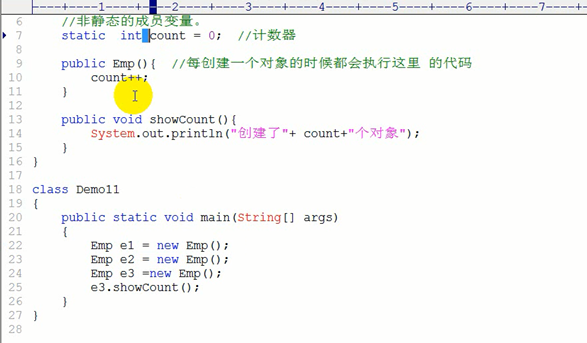 ----+----1----+----2----+----3----+----4----+----5----+----6----+----7----+
6 //非静态的成员变量。
7 static  int count = 0;  //计数器
8
9 public Emp(){  //每创建一个对象的时候都会执行这里 的代码
10 count++;
11 }
12
13 public void showCount(){
14 System.out.println("创建了"+ count+"个对象");
15 }
16 }
17
18 class Demo11
19 {
20 public static void main(String[] args)
21 {
22 Emp e1 = new Emp();
23 Emp e2 = new Emp();
24 Emp e3 =new Emp();
25 e3.showCount();
26 }
27 }
28